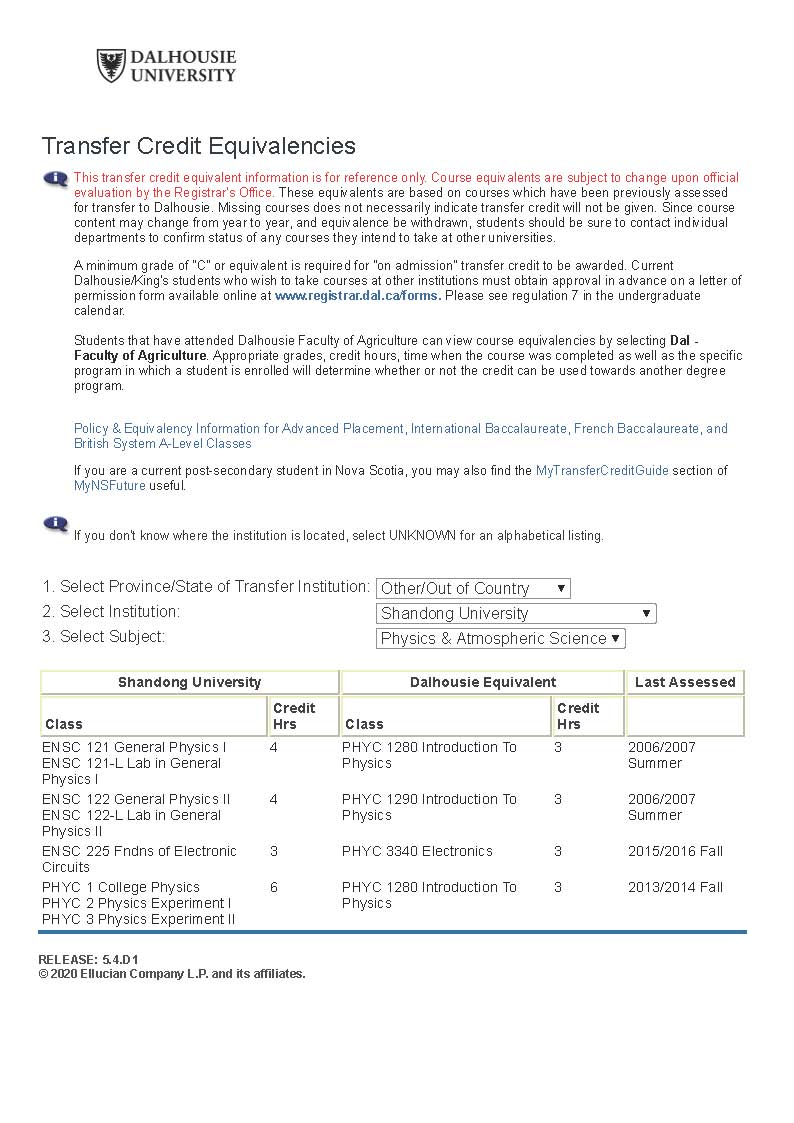 DALHOUSIE
UNIVERSITY
Transfer Credit Equivalencies
This transfer credit equivalent information is for reference only. Course equivalents are subject to change upon official
evaluation by the Registrar's Office. These equivalents are based on courses which have been previously assessed
for transfer to Dalhousie. Missing courses does not necessarily indicate transfer credit will not be given. Since course
content may change from year to year, and equivalence be withdrawn, students should be sure to contact individual
departments to confirm status of any courses they intend to take at other universities.
A minimum grade of "C" or equivalent is required for "on admission" transfer credit to be awarded. Current
Dalhousie/King's students who wish to take courses at other institutions must obtain approval in advance on a letter of
permission form available online at www.registrar.dal.ca/forms. Please see regulation 7 in the undergraduate
calendar.
Students that have attended Dalhousie Faculty of Agriculture can view course equivalencies by selecting Dal -
Faculty of Agriculture. Appropriate grades, credit hours, time when the course was completed as well as the specific
program in which a student is enrolled will determine whether or not the credit can be used towards another degree
program.
Policy & Equivalency Information for Advanced Placement, International Baccalaureate, French Baccalaureate, and
British System A-Level Classes
If you are a current post-secondary student in Nova Scotia, you may also find the MyTransferCreditGuide section of
MyNSFuture useful.
If you don't know where the institution is located, select UNKNOWN for an alphabetical listing.
1. Select Province/State of Transfer Institution: Other/Out of Country
2. Select Institution: Shandong University
3. Select Subject: Physics & Atmospheric Science
Shandong University Dalhousie Equivalent Last Assessed
Class Credit Hrs Class Credit Hrs
ENSC 121 General Physics I 4 PHYC 1280 Introduction To 3 2006/2007
ENSC 121-L Lab in General Physics Summer
Physics I
ENSC 122 General Physics II 4 PHYC 1290 Introduction To 3 2006/2007
ENSC 122-L Lab in General Physics Summer
Physics II
ENSC 225 Fndns of Electronic 3 PHYC 3340 Electronics 3 2015/2016 Fall
Circuits
PHYC 1 College Physics 6 PHYC 1280 Introduction To 3 2013/2014 Fall
PHYC 2 Physics Experiment I Physics
PHYC 3 Physics Experiment II
RELEASE: 5.4.D1
© 2020 Ellucian Company L.P. and its affiliates.